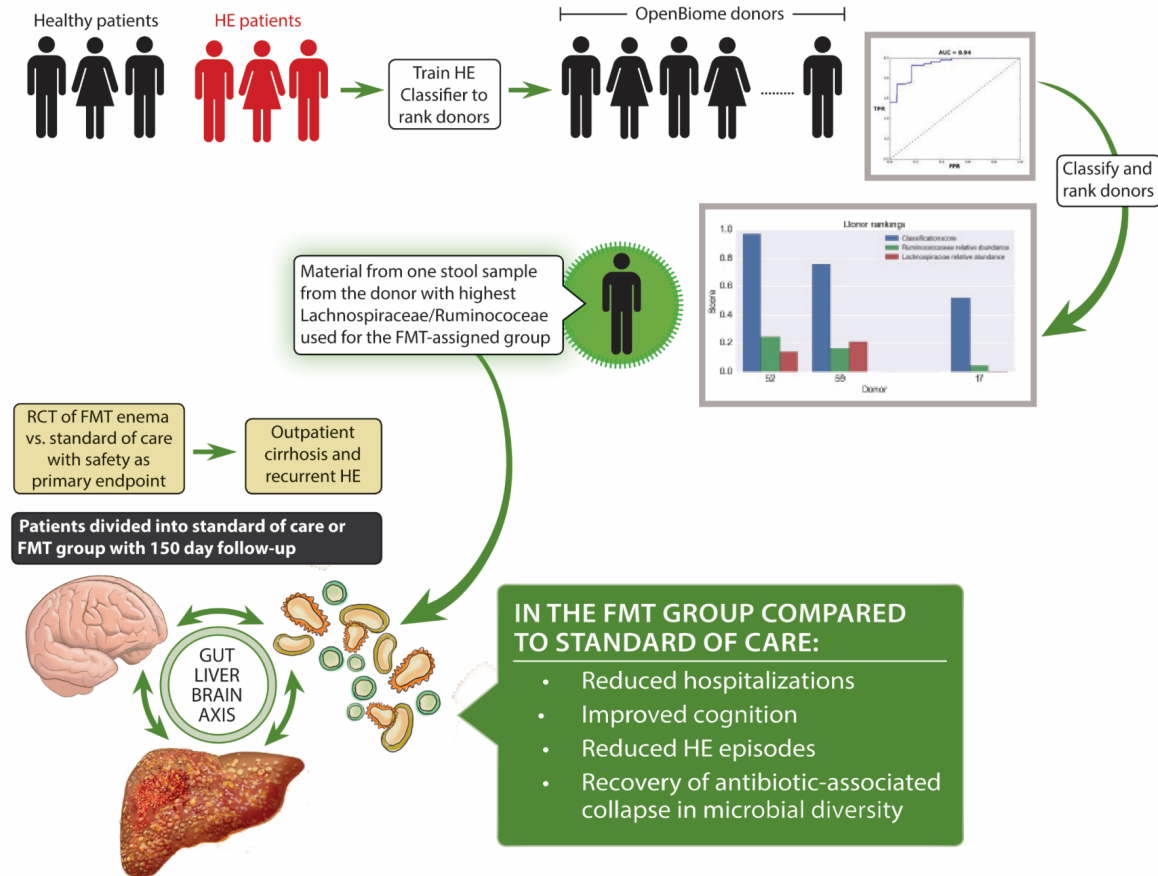 Healthy patients
HE patients
Train HE
Classifier to
rank donors
OpenBiome donors
.........
AUC = 0.94
TPR
FPR
Classify and
rank donors
Donor rankings
Classification score
Ruminococcaceae relative abundance
Lachnospiraceae relative abundance
1.0
0.8
0.6
0.4
0.2
0.0
52
59
17
Donor
Material from one stool sample
from the donor with highest
Lachnospiraceae/Ruminococeae
used for the FMT-assigned group
RCT of FMT enema
vs. standard of care
with safety as
primary endpoint
Outpatient
cirrhosis and
recurrent HE
Patients divided into standard of care or
FMT group with 150 day follow-up
GUT
LIVER
BRAIN
AXIS
IN THE FMT GROUP COMPARED
TO STANDARD OF CARE:
• Reduced hospitalizations
• Improved cognition
• Reduced HE episodes
• Recovery of antibiotic-associated
collapse in microbial diversity